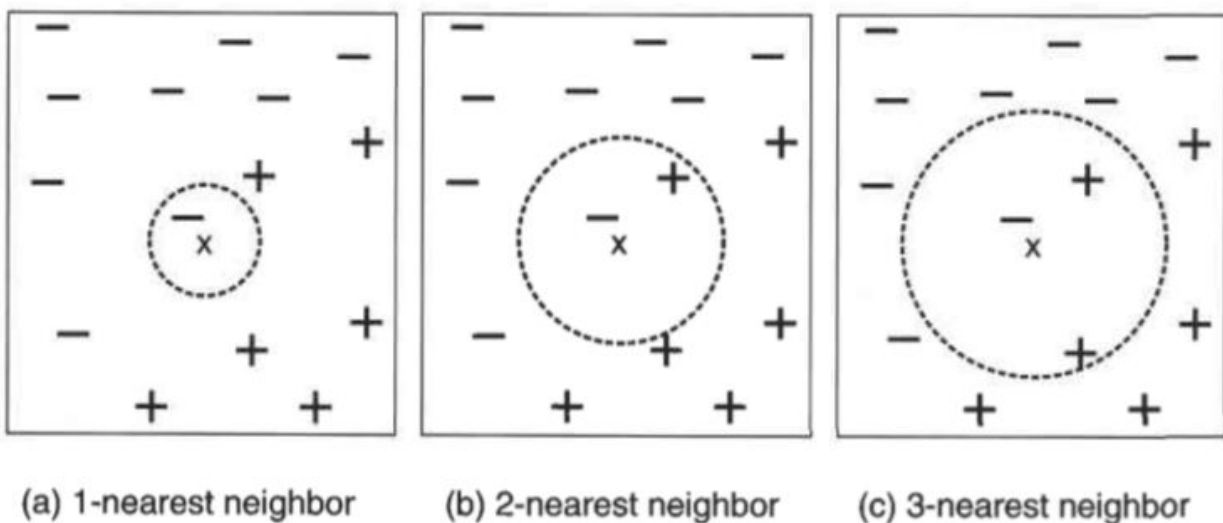 x
x
x
(a) 1-nearest neighbor
(b) 2-nearest neighbor
(c) 3-nearest neighbor